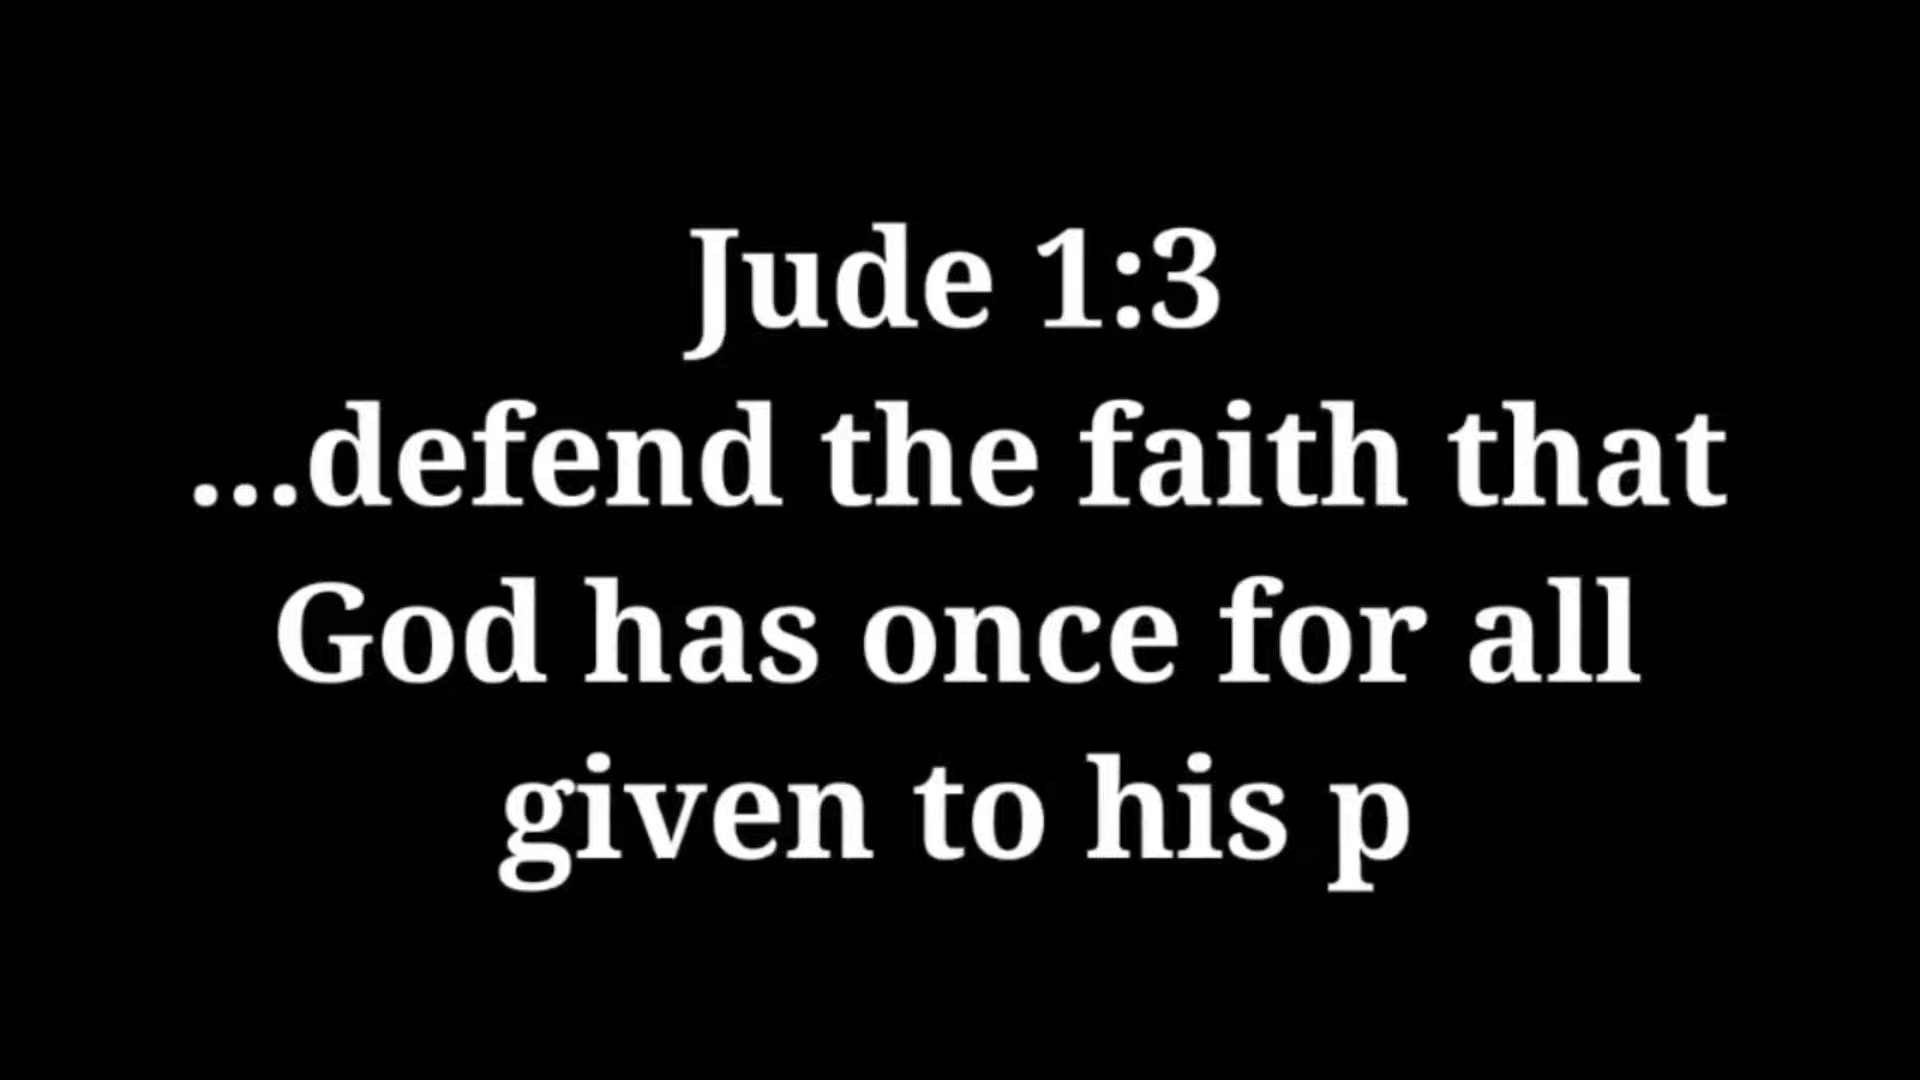 Jude 1:3
...defend the faith that
God has once for all
given to his p